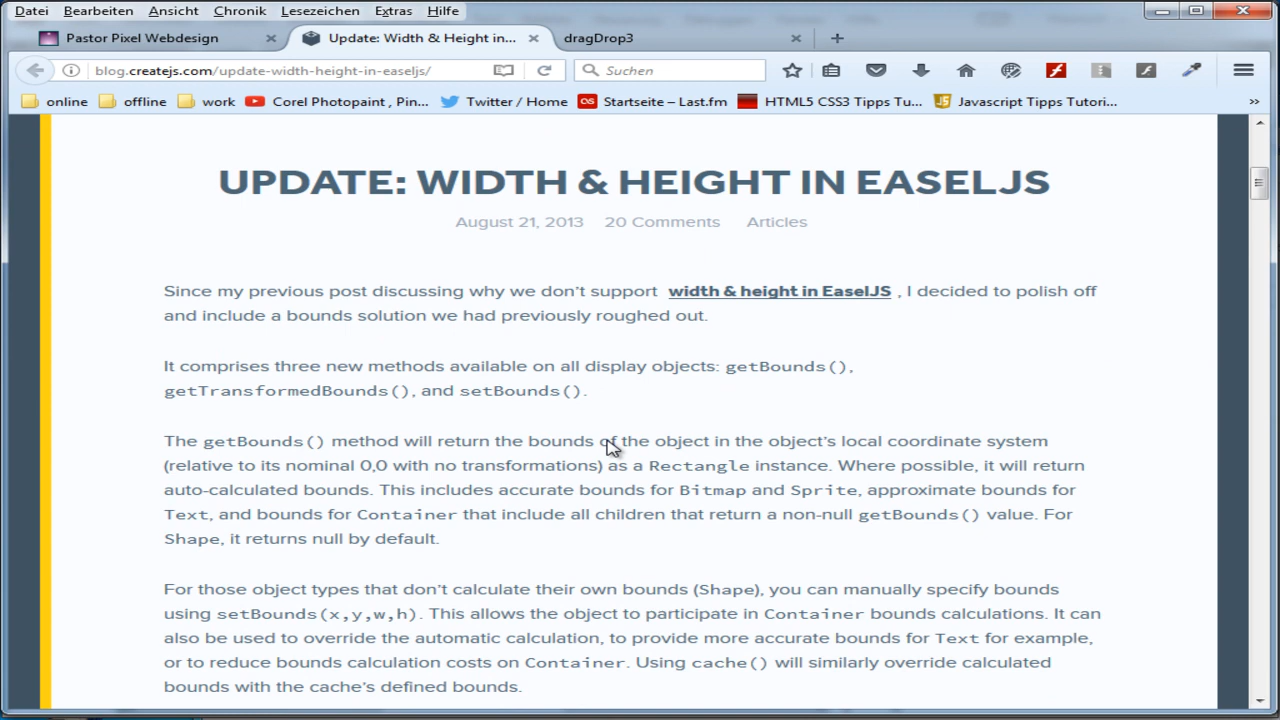 Datei Bearbeiten Ansicht Chronik Lesezeichen Extras Hilfe
Pastor Pixel Webdesign Update: Width & Height in... dragDrop3
blog.createjs.com/update-width-height-in-easeljs/ Suchen
online offline work Corel Photopaint , Pin... Twitter / Home Startseite – Last.fm HTML5 CSS3 Tipps Tu... Javascript Tipps Tutori...
UPDATE: WIDTH & HEIGHT IN EASELJS
August 21, 2013 20 Comments Articles
Since my previous post discussing why we don't support width & height in EaselJS , I decided to polish off
and include a bounds solution we had previously roughed out.
It comprises three new methods available on all display objects: getBounds(),
getTransformedBounds(), and setBounds().
The getBounds() method will return the bounds of the object in the object's local coordinate system
(relative to its nominal 0,0 with no transformations) as a Rectangle instance. Where possible, it will return
auto-calculated bounds. This includes accurate bounds for Bitmap and Sprite, approximate bounds for
Text, and bounds for Container that include all children that return a non-null getBounds() value. For
Shape, it returns null by default.
For those object types that don't calculate their own bounds (Shape), you can manually specify bounds
using setBounds(x,y,w,h). This allows the object to participate in Container bounds calculations. It can
also be used to override the automatic calculation, to provide more accurate bounds for Text for example,
or to reduce bounds calculation costs on Container. Using cache() will similarly override calculated
bounds with the cache's defined bounds.